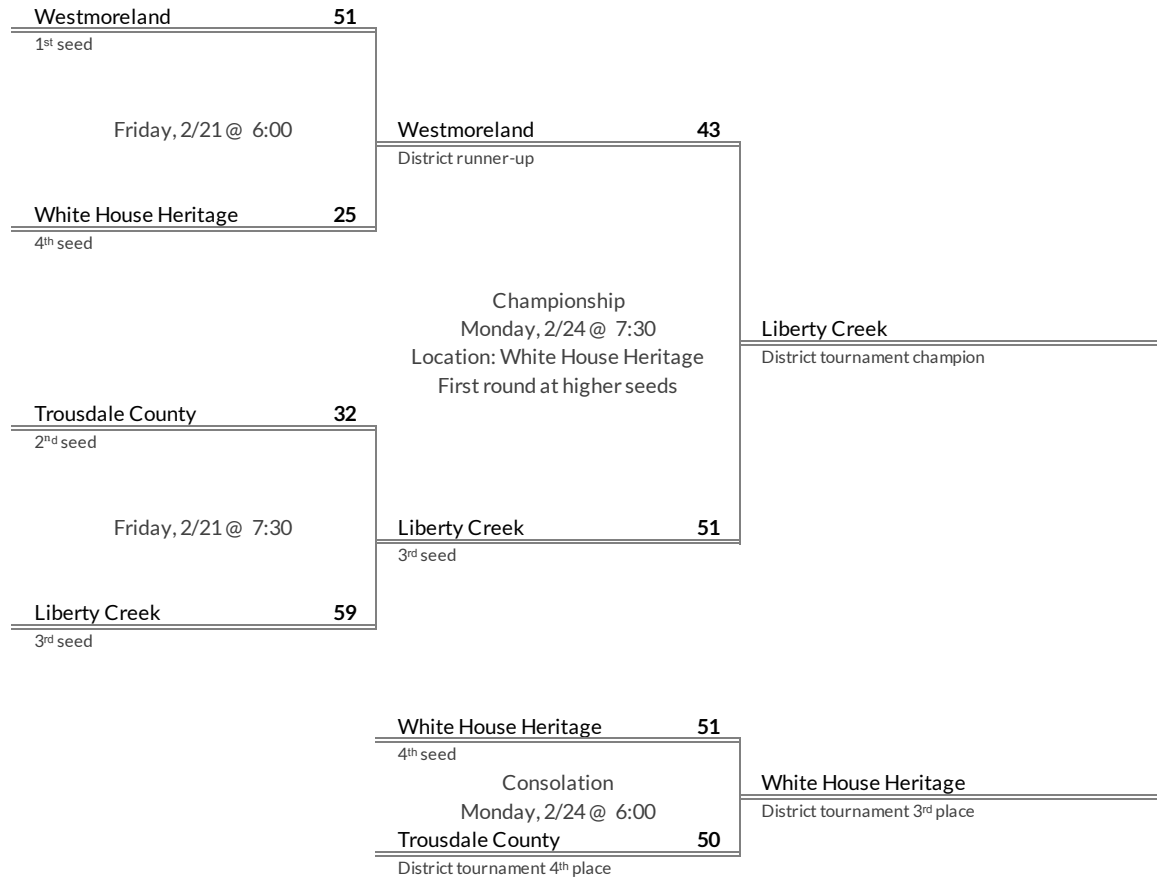 Westmoreland 51
1st seed
Friday, 2/21 @ 6:00
Westmoreland 43
District runner-up
White House Heritage 25
4th seed
Championship
Monday, 2/24 @ 7:30
Location: White House Heritage
First round at higher seeds
Liberty Creek
District tournament champion
Trousdale County 32
2nd seed
Friday, 2/21 @ 7:30
Liberty Creek 51
3rd seed
Liberty Creek 59
3rd seed
White House Heritage 51
4th seed
Consolation
Monday, 2/24 @ 6:00
White House Heritage
District tournament 3rd place
Trousdale County 50
District tournament 4th place